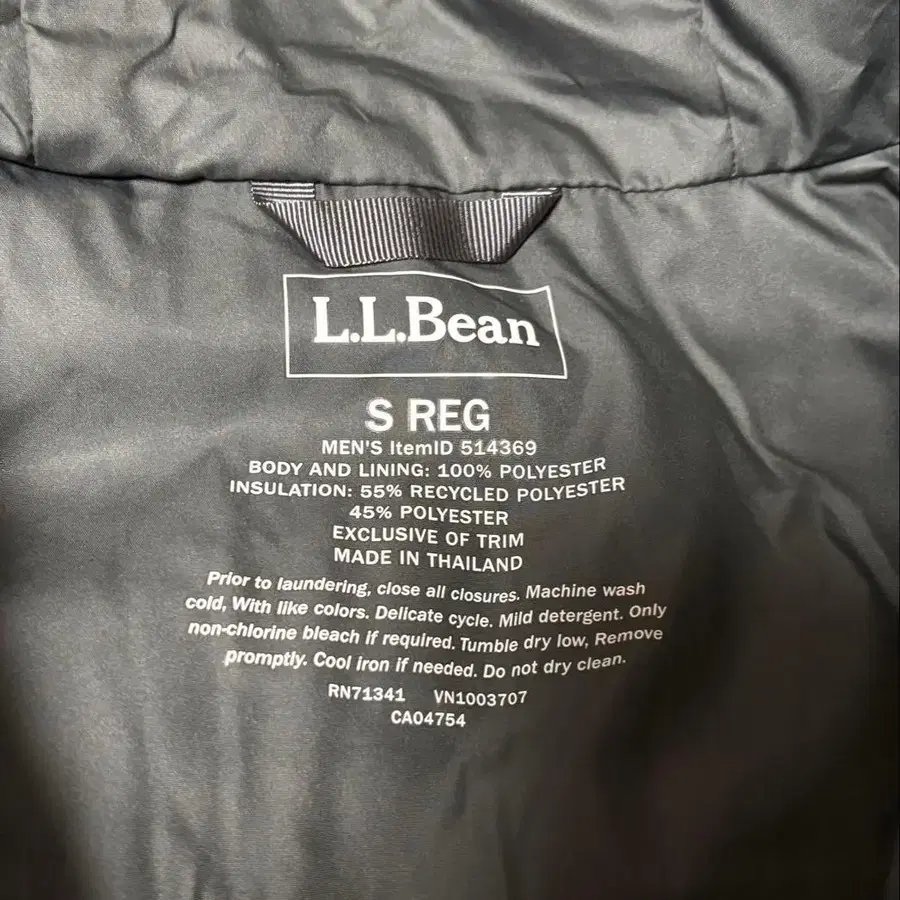 L.L.Bean
S REG
MEN'S ItemID 514369
BODY AND LINING: 100% POLYESTER
INSULATION: 55% RECYCLED POLYESTER
45% POLYESTER
EXCLUSIVE OF TRIM
MADE IN THAILAND
Prior to laundering, close all closures. Machine wash
cold, With like colors. Delicate cycle. Mild detergent. Only
non-chlorine bleach if required. Tumble dry low, Remove
promptly. Cool iron if needed. Do not dry clean.
RN71341 VN1003707
CA04754